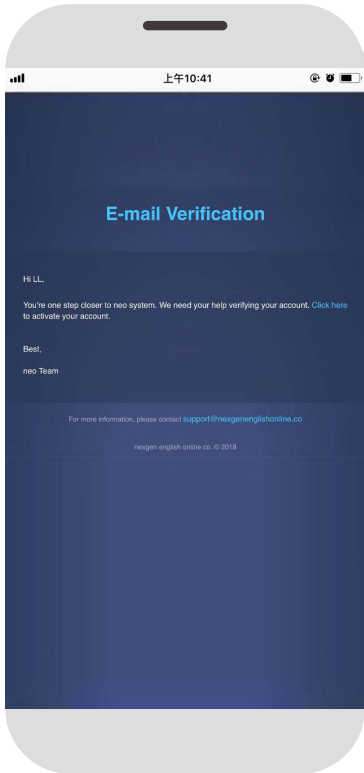 上午10:41
E-mail Verification
Hi LL,
You're one step closer to neo system. We need your help verifying your account. Click here
to activate your account.
Best,
neo Team
For more information, please contact support@nexgenenglishonline.co
nexgen english online co. © 2018